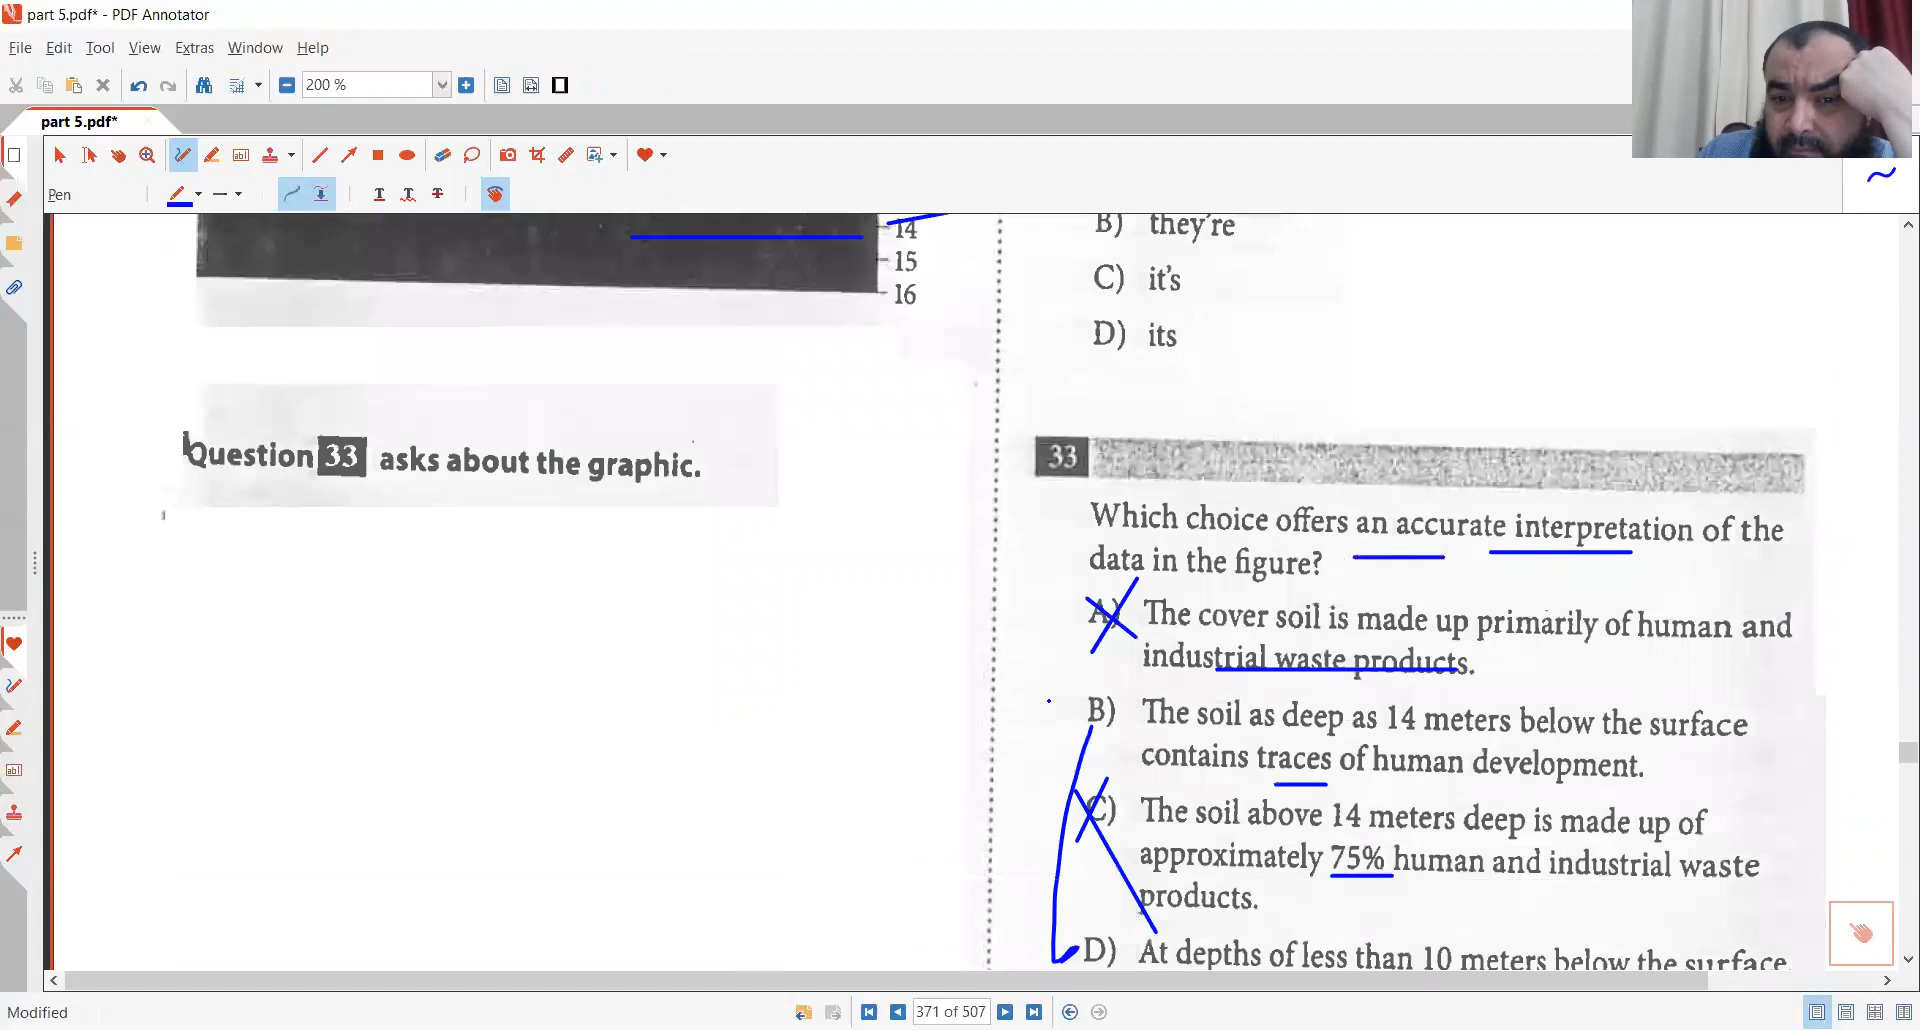 part 5.pdf* - PDF Annotator
File Edit Tool View Extras Window Help
200 %
part 5.pdf*
Pen
14
15
16
Question 33 asks about the graphic.
B) they're
C) it's
D) its
33
Which choice offers an accurate interpretation of the
data in the figure?
A) The cover soil is made up primarily of human and
industrial waste products.
B) The soil as deep as 14 meters below the surface
contains traces of human development.
C) The soil above 14 meters deep is made up of
approximately 75% human and industrial waste
products.
D) At depths of less than 10 meters below the surface,
Modified
371 of 507